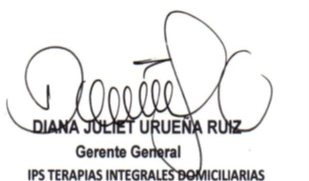 DIANA JULIET URUEÑA RUIZ
Gerente General
IPS TERAPIAS INTEGRALES DOMICILIARIAS